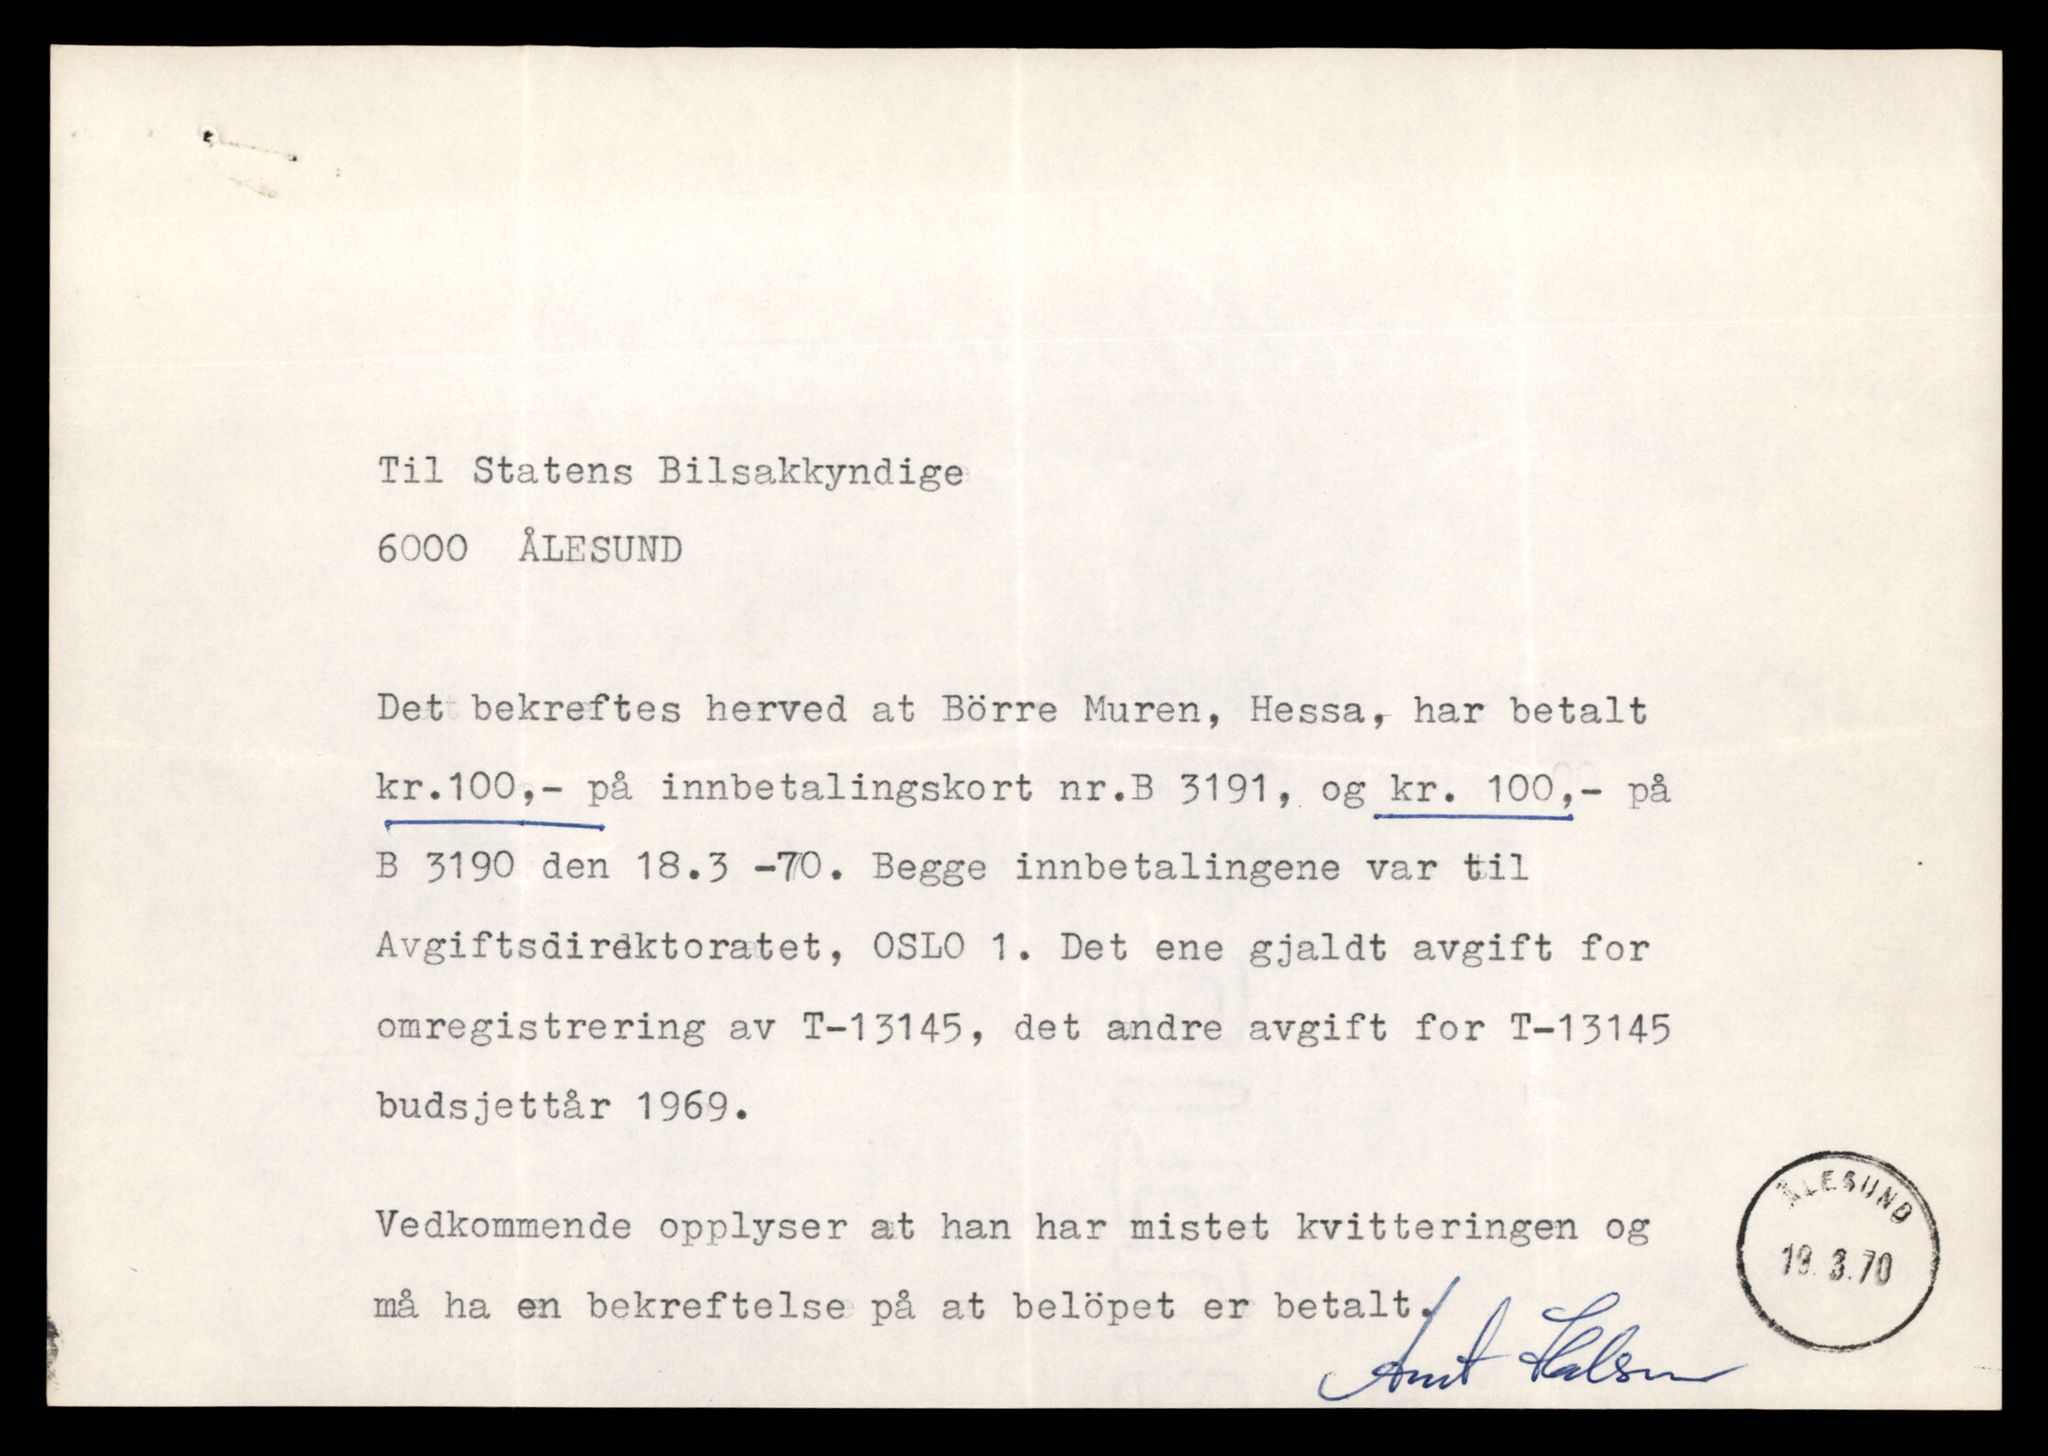 Til Statens Bilsakkyndige
6000 ÅLESUND
Det bekreftes herved at Börre Muren, Hessa, har betalt
kr.100,- på innbetalingskort nr.B 3191, og kr. 100,- på
B 3190 den 18.3 -70. Begge innbetalingene var til
Avgiftsdirektoratet, OSLO 1. Det ene gjaldt avgift for
omregistrering av T-13145, det andre avgift for T-13145
budsjettår 1969.
Vedkommende opplyser at han har mistet kvitteringen og
må ha en bekreftelse på at belöpet er betalt.
ÅLESUND
19.3.70